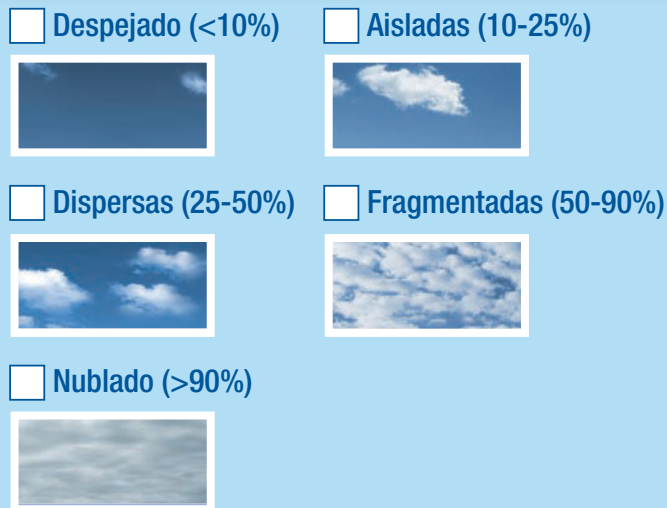 Despejado (<10%)
Aisladas (10-25%)
Dispersas (25-50%)
Fragmentadas (50-90%)
Nublado (>90%)